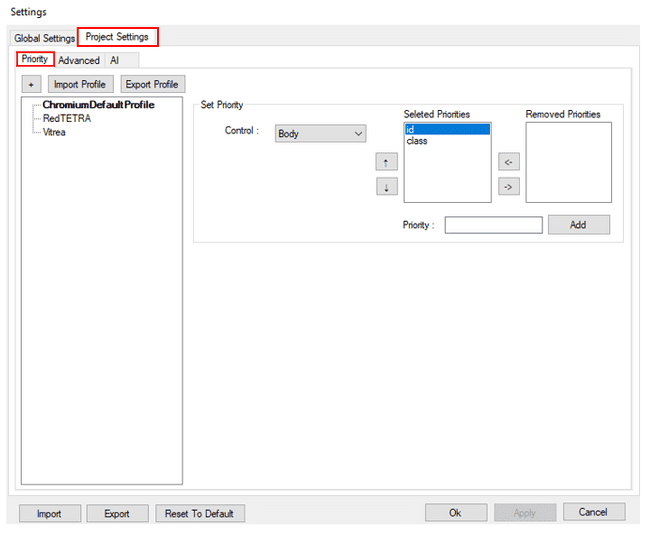 Settings
Global Settings Project Settings
Priority Advanced AI
+ Import Profile Export Profile
ChromiumDefaultProfile
RedTETRA
Vitrea
Set Priority
Control : Body
Seleted Priorities
id
class
Removed Priorities
↑ <-
↓ ->
Priority : Add
Import Export Reset To Default Ok Apply Cancel